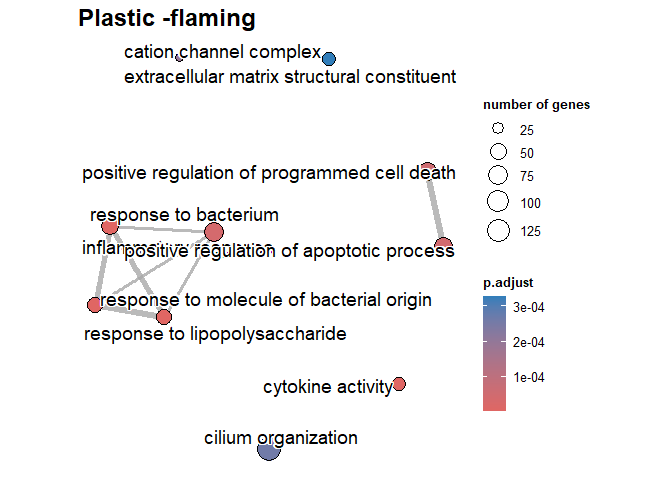 Plastic -flaming
cation channel complex
extracellular matrix structural constituent
positive regulation of programmed cell death
response to bacterium
positive regulation of apoptotic process
response to molecule of bacterial origin
response to lipopolysaccharide
cytokine activity
cilium organization
number of genes
25
50
75
100
125
p.adjust
3e-04
2e-04
1e-04